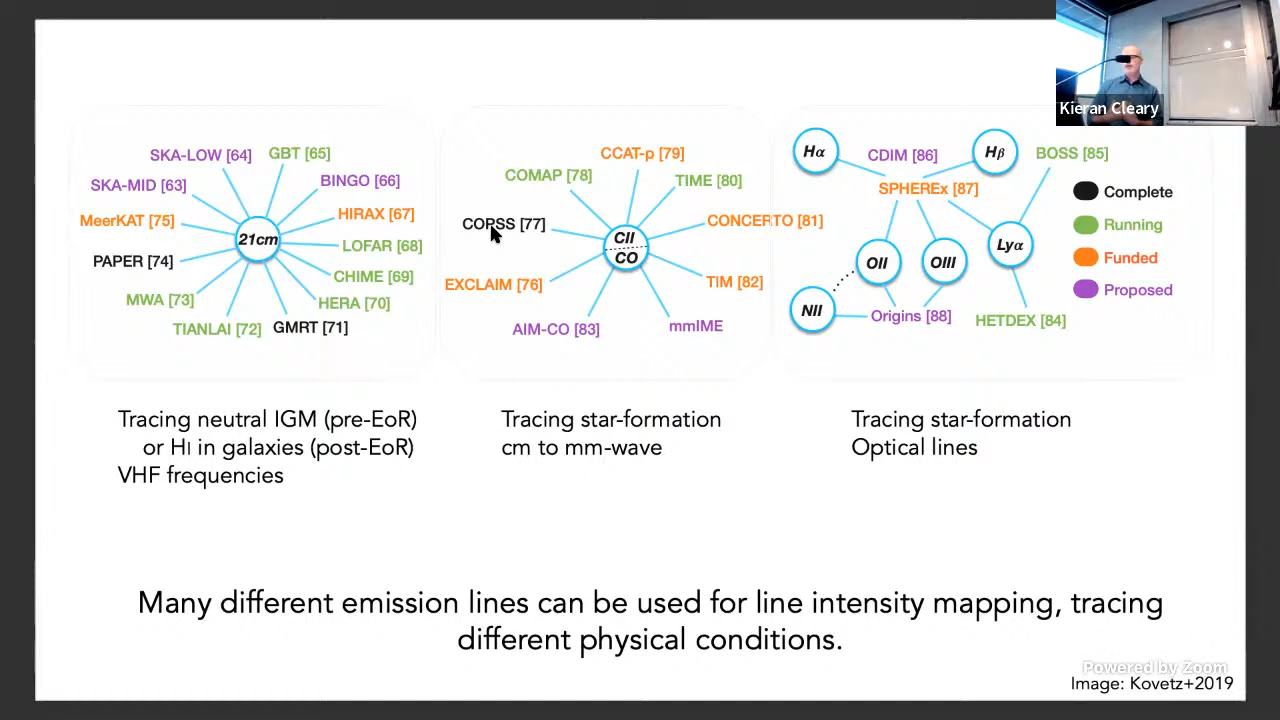 Kieran Cleary
SKA-LOW [64]
GBT [65]
SKA-MID [63]
BINGO [66]
MeerKAT [75]
HIRAX [67]
21cm
LOFAR [68]
PAPER [74]
CHIME [69]
MWA [73]
HERA [70]
TIANLAI [72]
GMRT [71]
CCAT-p [79]
COMAP [78]
TIME [80]
COPSS [77]
CONCERTO [81]
CII
CO
EXCLAIM [76]
TIM [82]
AIM-CO [83]
mmIME
Hα
CDIM [86]
Hβ
BOSS [85]
SPHEREx [87]
OII
OIII
Lyα
NII
Origins [88]
HETDEX [84]
Complete
Running
Funded
Proposed
Tracing neutral IGM (pre-EoR)
or HI in galaxies (post-EoR)
VHF frequencies
Tracing star-formation
cm to mm-wave
Tracing star-formation
Optical lines
Many different emission lines can be used for line intensity mapping, tracing
different physical conditions.
Powered by Zoom
Image: Kovetz+2019